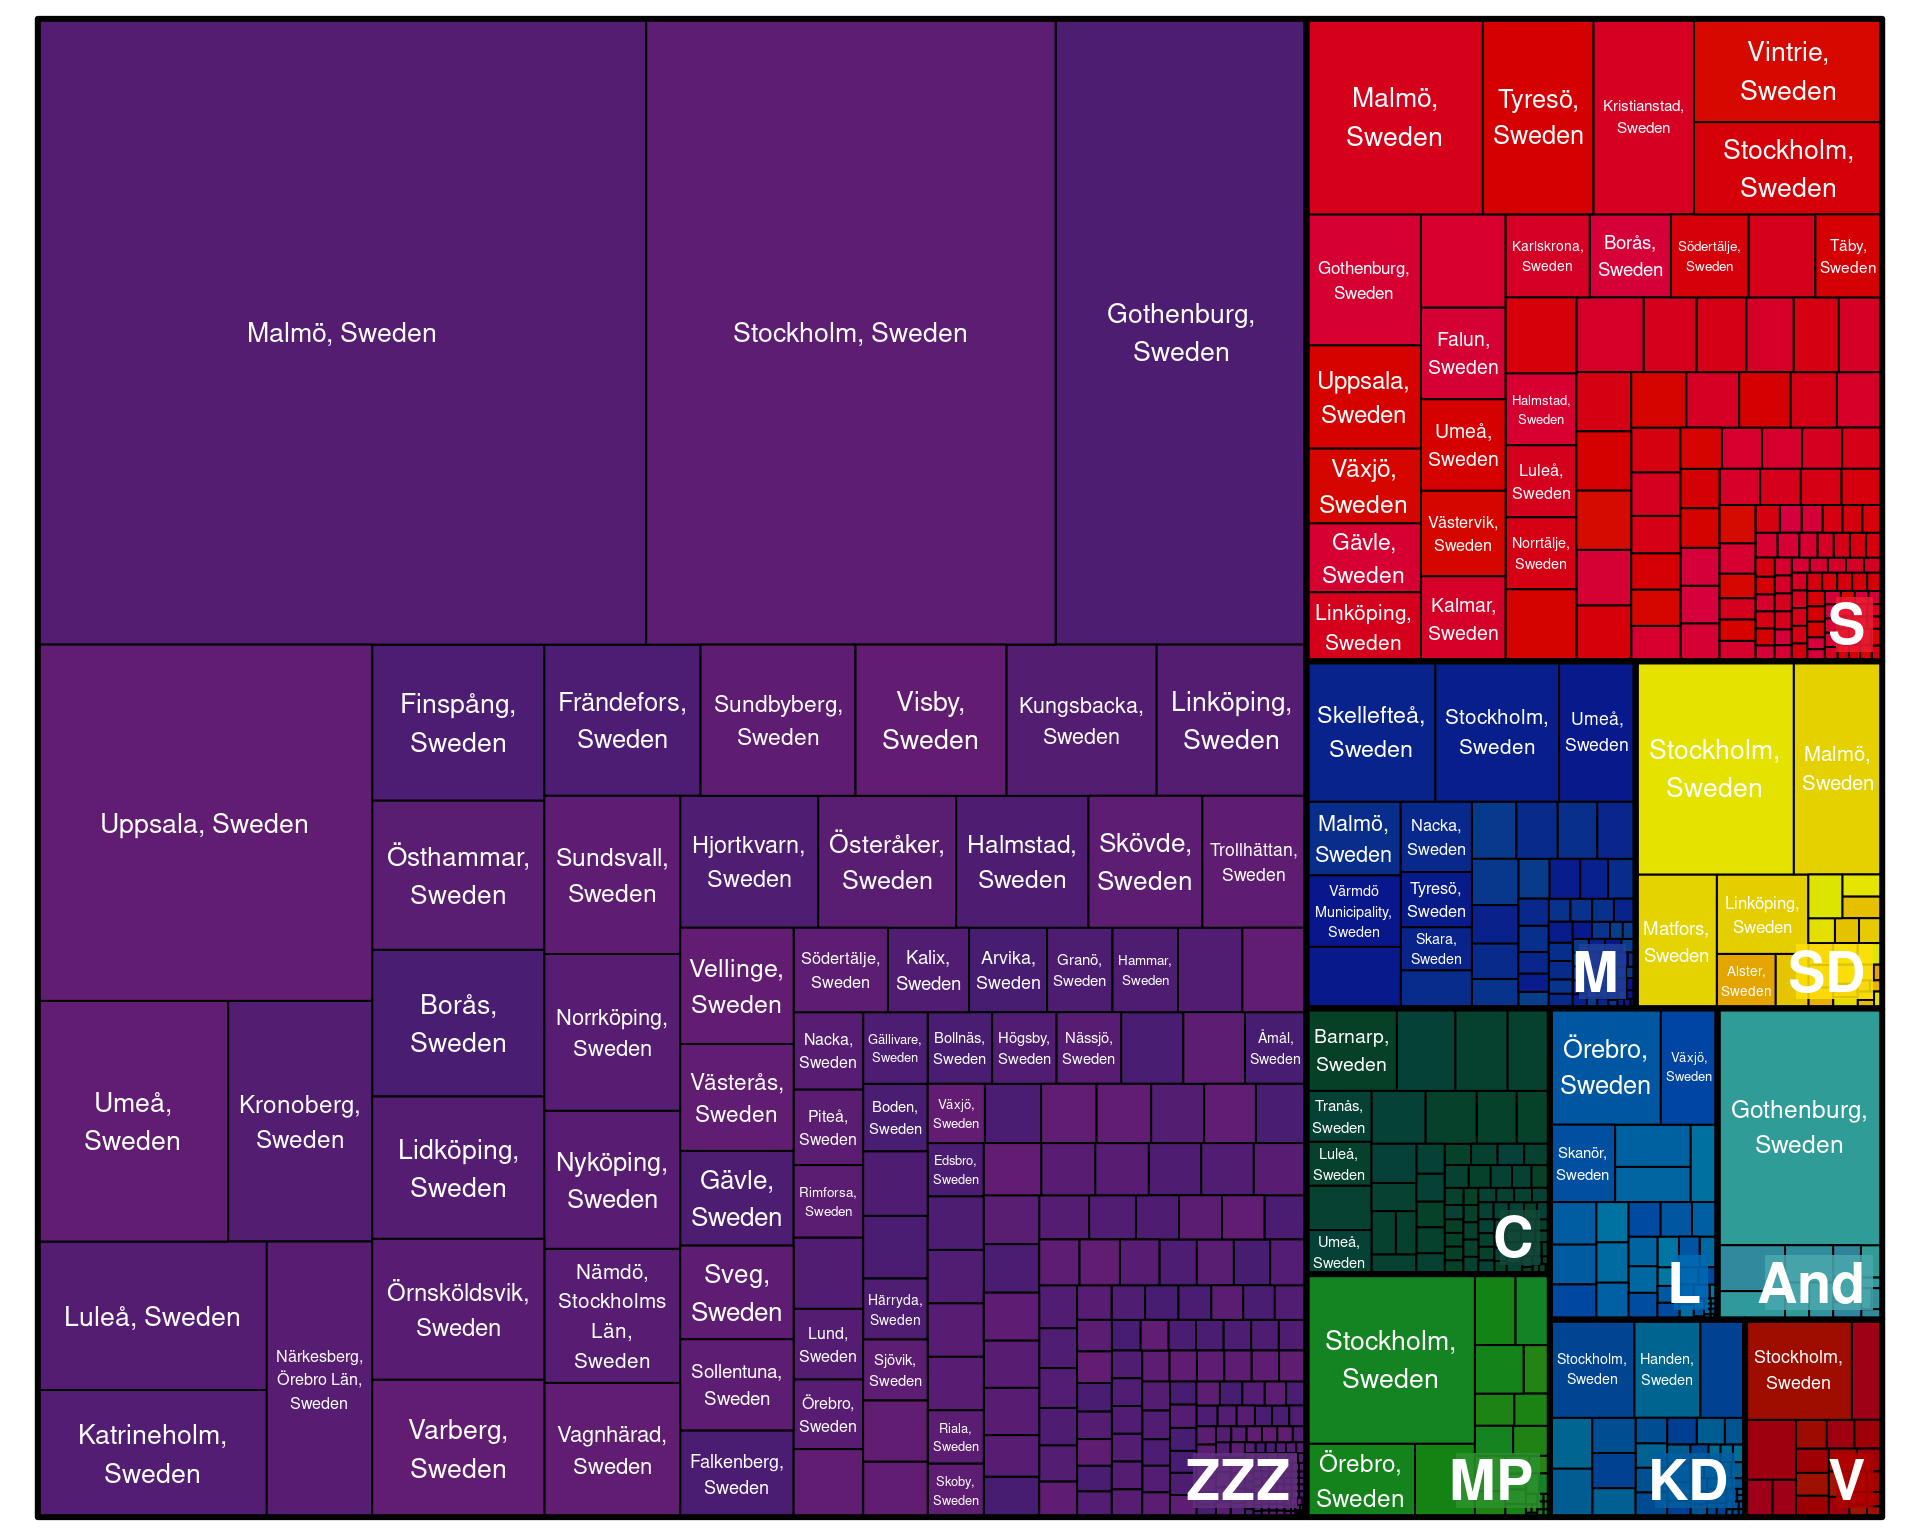 Malmö, Sweden
Stockholm, Sweden
Gothenburg,
Sweden
Uppsala, Sweden
Finspång,
Sweden
Frändefors,
Sweden
Sundbyberg,
Sweden
Visby,
Sweden
Kungsbacka,
Sweden
Linköping,
Sweden
Östhammar,
Sweden
Sundsvall,
Sweden
Hjortkvarn,
Sweden
Österåker,
Sweden
Halmstad,
Sweden
Skövde,
Sweden
Trollhättan,
Sweden
Borås,
Sweden
Norrköping,
Sweden
Vellinge,
Sweden
Södertälje,
Sweden
Kalix,
Sweden
Arvika,
Sweden
Granö,
Sweden
Hammar,
Sweden
Umeå,
Sweden
Kronoberg,
Sweden
Lidköping,
Sweden
Nyköping,
Sweden
Västerås,
Sweden
Nacka,
Sweden
Gällivare,
Sweden
Bollnäs,
Sweden
Högsby,
Sweden
Nässjö,
Sweden
Åmål,
Sweden
Piteå,
Sweden
Boden,
Sweden
Växjö,
Sweden
Edsbro,
Sweden
Gävle,
Sweden
Rimforsa,
Sweden
Luleå, Sweden
Närkesberg,
Örebro Län,
Sweden
Örnsköldsvik,
Sweden
Nämdö,
Stockholms
Län,
Sweden
Sveg,
Sweden
Härryda,
Sweden
Lund,
Sweden
Sjövik,
Sweden
Sollentuna,
Sweden
Katrineholm,
Sweden
Varberg,
Sweden
Vagnhärad,
Sweden
Örebro,
Sweden
Riala,
Sweden
Falkenberg,
Sweden
Skoby,
Sweden
ZZZ
Malmö,
Sweden
Tyresö,
Sweden
Kristianstad,
Sweden
Vintrie,
Sweden
Stockholm,
Sweden
Gothenburg,
Sweden
Karlskrona,
Sweden
Borås,
Sweden
Södertälje,
Sweden
Täby,
Sweden
Uppsala,
Sweden
Falun,
Sweden
Halmstad,
Sweden
Umeå,
Sweden
Växjö,
Sweden
Luleå,
Sweden
Västervik,
Sweden
Gävle,
Sweden
Norrtälje,
Sweden
Linköping,
Sweden
Kalmar,
Sweden
S
Skellefteå,
Sweden
Stockholm,
Sweden
Umeå,
Sweden
Malmö,
Sweden
Nacka,
Sweden
Värmdö
Municipality,
Sweden
Tyresö,
Sweden
Skara,
Sweden
M
Stockholm,
Sweden
Malmö,
Sweden
Matfors,
Sweden
Linköping,
Sweden
Alster,
Sweden
SD
Barnarp,
Sweden
Tranås,
Sweden
Luleå,
Sweden
Umeå,
Sweden
C
Örebro,
Sweden
Växjö,
Sweden
Skanör,
Sweden
L
Gothenburg,
Sweden
And
Stockholm,
Sweden
Örebro,
Sweden
MP
Stockholm,
Sweden
Handen,
Sweden
KD
Stockholm,
Sweden
V